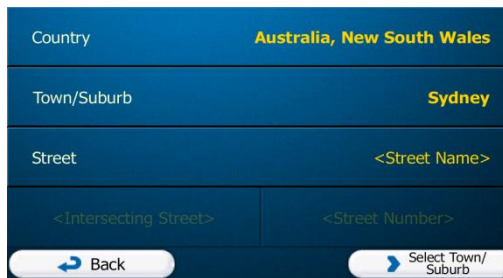 Country Australia, New South Wales
Town/Suburb Sydney
Street <Street Name>
<Intersecting Street> <Street Number>
Back Select Town/
Suburb